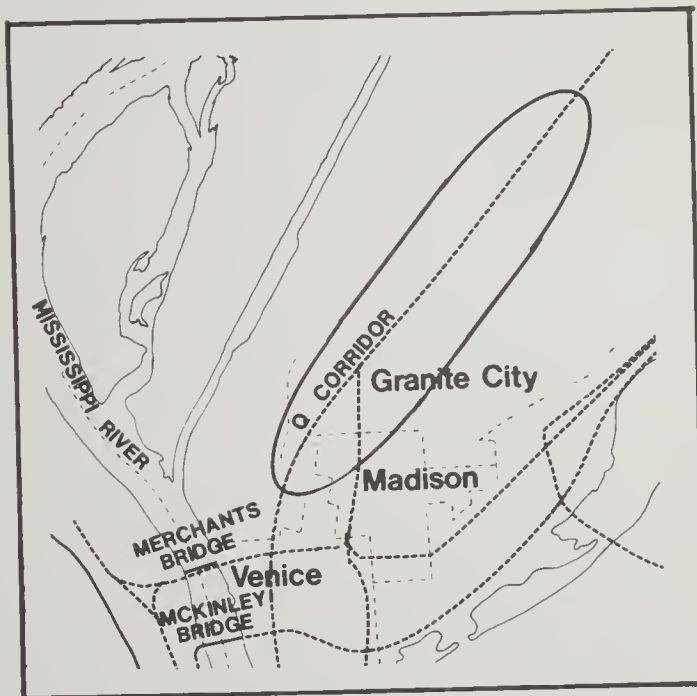 MISSISSIPPI RIVER
Q CORRIDOR
Granite City
Madison
MERCHANTS
BRIDGE
Venice
MCKINLEY
BRIDGE